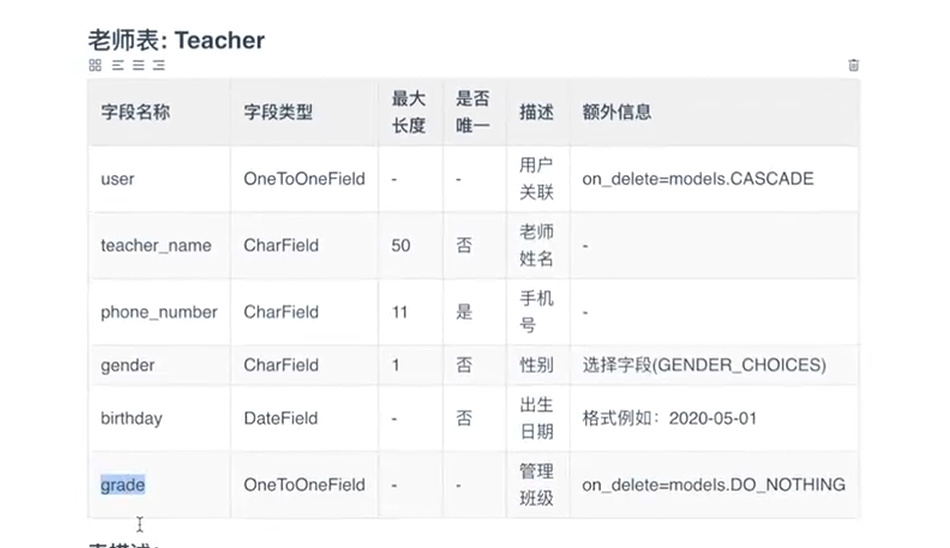 老师表: Teacher
字段名称 字段类型 最大长度 是否唯一 描述 额外信息
user OneToOneField - - 用户关联 on_delete=models.CASCADE
teacher_name CharField 50 否 老师姓名 -
phone_number CharField 11 是 手机号 -
gender CharField 1 否 性别 选择字段(GENDER_CHOICES)
birthday DateField - 否 出生日期 格式例如：2020-05-01
grade OneToOneField - - 管理班级 on_delete=models.DO_NOTHING